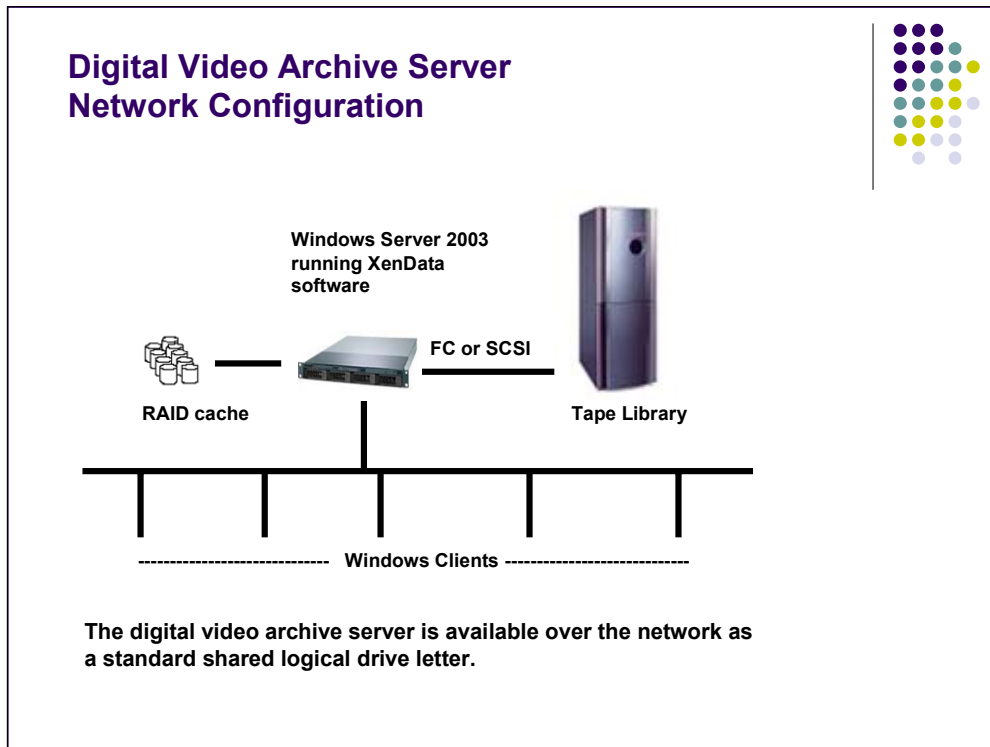 Digital Video Archive Server
Network Configuration
Windows Server 2003
running XenData
software
FC or SCSI
RAID cache
Tape Library
Windows Clients
The digital video archive server is available over the network as
a standard shared logical drive letter.